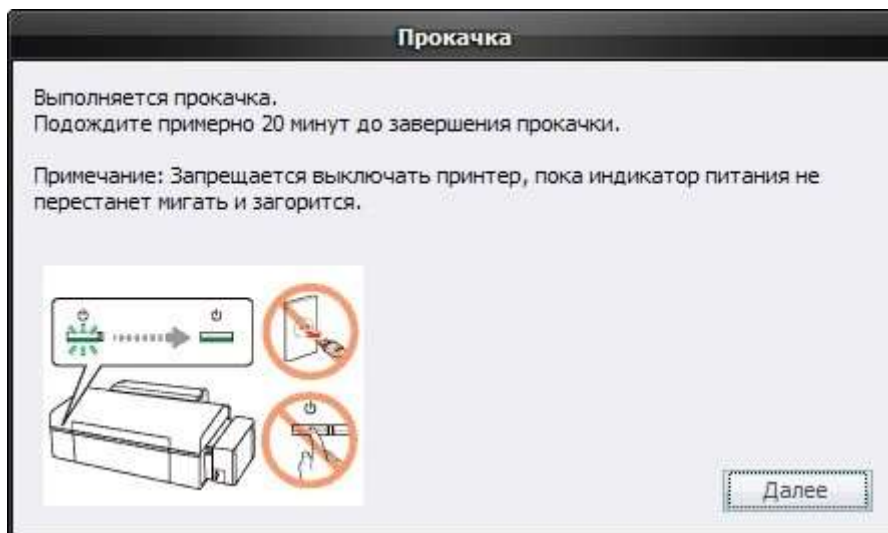 Прокачка
Выполняется прокачка.
Подождите примерно 20 минут до завершения прокачки.
Примечание: Запрещается выключать принтер, пока индикатор питания не
перестанет мигать и загорится.
Далее